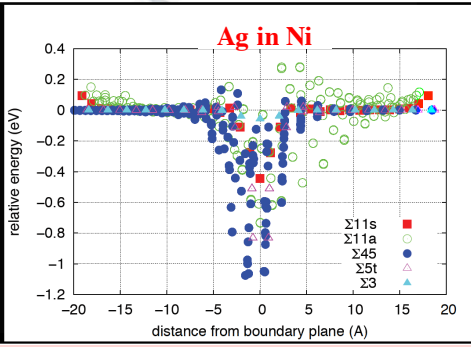 Ag in Ni
0.4
0.2
0
-0.2
-0.4
-0.6
-0.8
-1
-1.2
relative energy (eV)
Σ11s
Σ11a
Σ45
Σ5t
Σ3
-20 -15 -10 -5 0 5 10 15 20
distance from boundary plane (A)